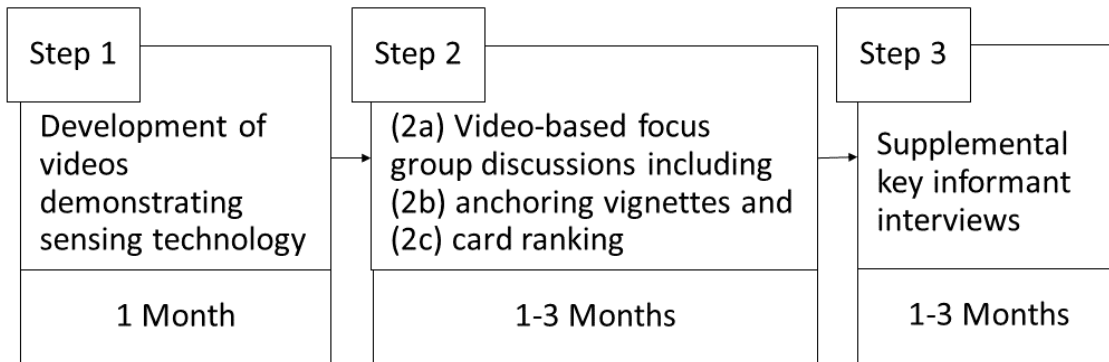 Step 1
Development of
videos
demonstrating
sensing technology
1 Month
Step 2
(2a) Video-based focus
group discussions including
(2b) anchoring vignettes and
(2c) card ranking
1-3 Months
Step 3
Supplemental
key informant
interviews
1-3 Months